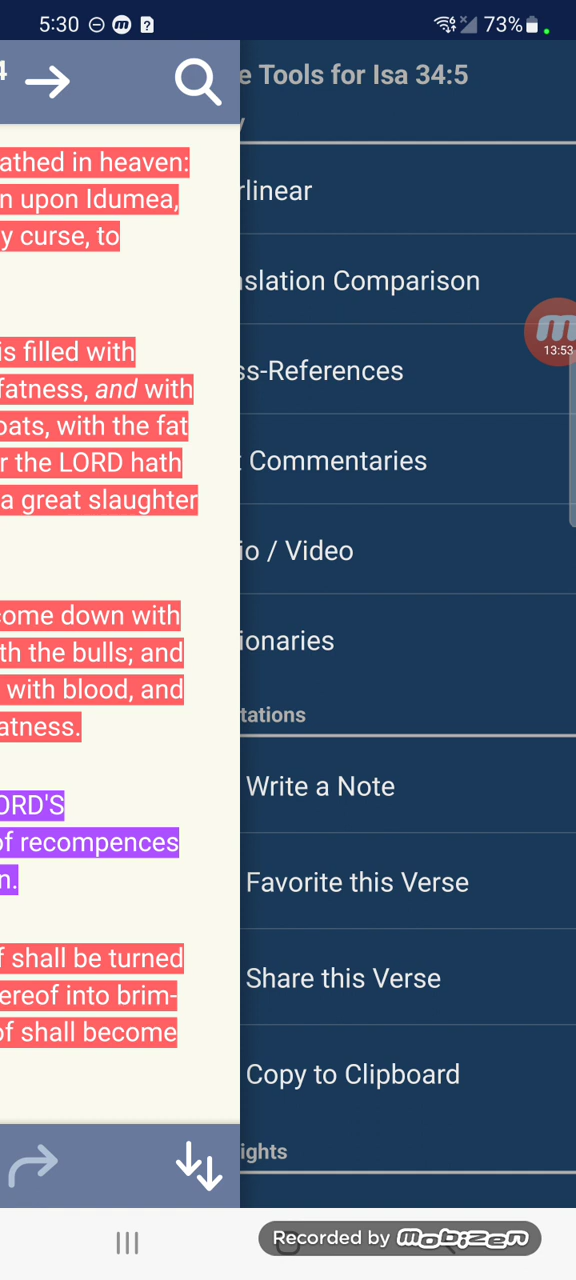 5:30
73%
4
e Tools for Isa 34:5
athed in heaven:
n upon Idumea,
y curse, to
is filled with
fatness, and with
oats, with the fat
r the LORD hath
a great slaughter
come down with
th the bulls; and
with blood, and
atness.
ORD'S
of recompences
n.
f shall be turned
ereof into brim-
of shall become
y
rlinear
nslation Comparison
ss-References
t Commentaries
io / Video
ionaries
tations
Write a Note
Favorite this Verse
Share this Verse
Copy to Clipboard
ights
m
13:53
Recorded by MOBIZEN